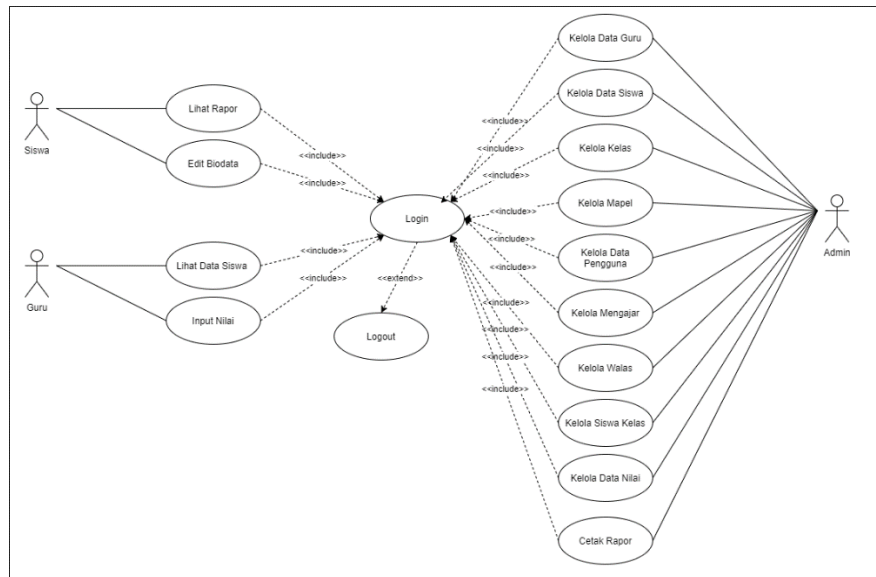 Kelola Data Guru
Kelola Data Siswa
<<include>>
Lihat Rapor
Siswa
Kelola Kelas
<<include>>
<<include>>
Edit Biodata
<<include>>
<<include>>
Kelola Mapel
<<include>>
Login
Admin
<<include>>
Kelola Data
Pengguna
<<include>>
Lihat Data Siswa
<<include>>
<<include>>
<<extend>>
Guru
Input Nilai
Kelola Mengajar
<<include>>
<<include>>
Logout
Kelola Walas
<<include>>
<<include>>
Kelola Siswa Kelas
Kelola Data Nilai
Cetak Rapor